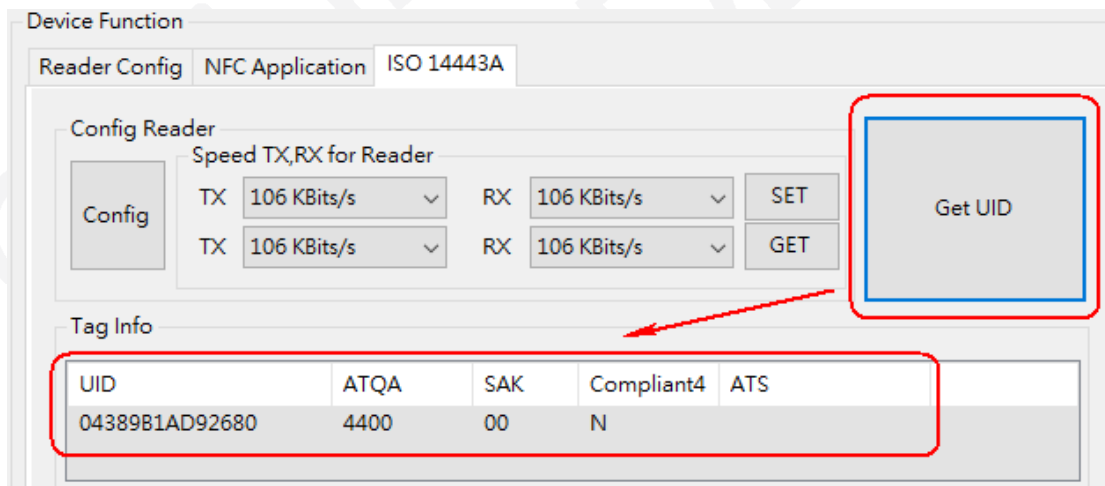 Device Function
Reader Config NFC Application ISO 14443A
Config Reader
Speed TX,RX for Reader
Config
TX 106 KBits/s RX 106 KBits/s SET
TX 106 KBits/s RX 106 KBits/s GET
Get UID
Tag Info
UID ATQA SAK Compliant4 ATS
04389B1AD92680 4400 00 N